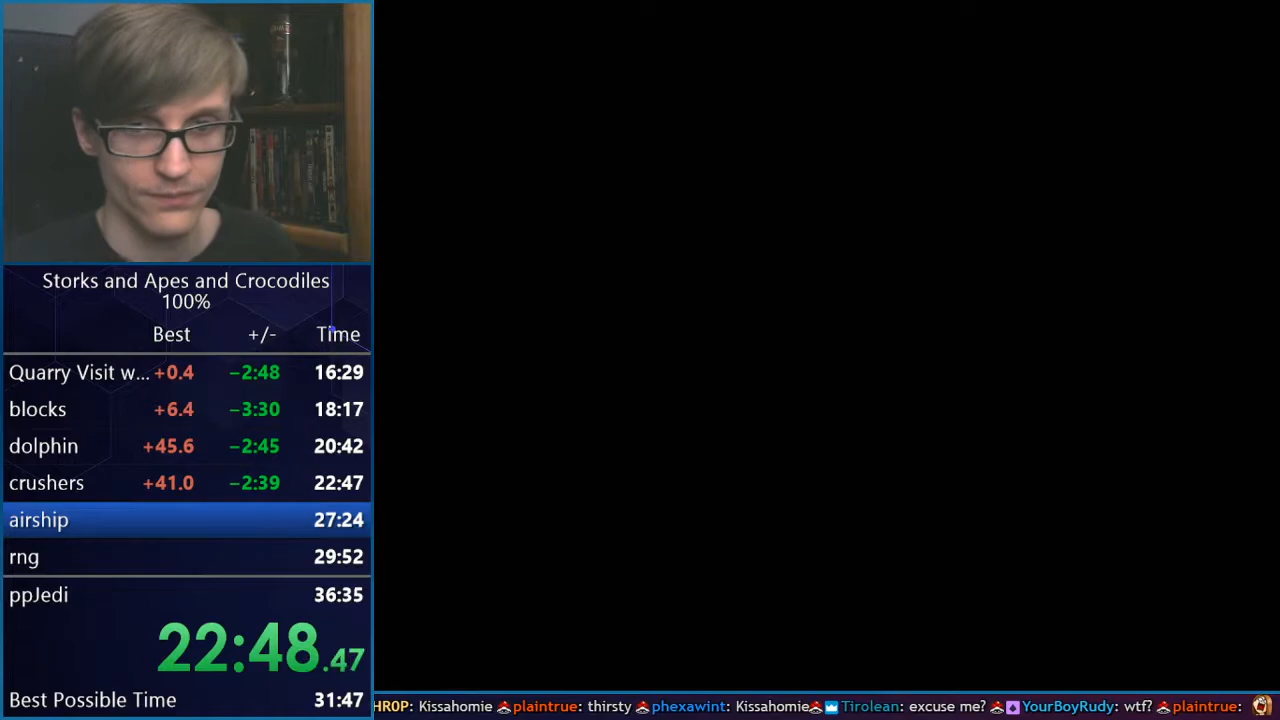 Storks and Apes and Crocodiles
100%
Best +/- Time
Quarry Visit w... +0.4 −2:48 16:29
blocks +6.4 −3:30 18:17
dolphin +45.6 −2:45 20:42
crushers +41.0 −2:39 22:47
airship 27:24
rng 29:52
ppJedi 36:35
22:48.47
Best Possible Time 31:47
HR0P: Kissahomie plaintrue: thirsty phexawint: Kissahomie Tirolean: excuse me? YourBoyRudy: wtf? plaintrue: